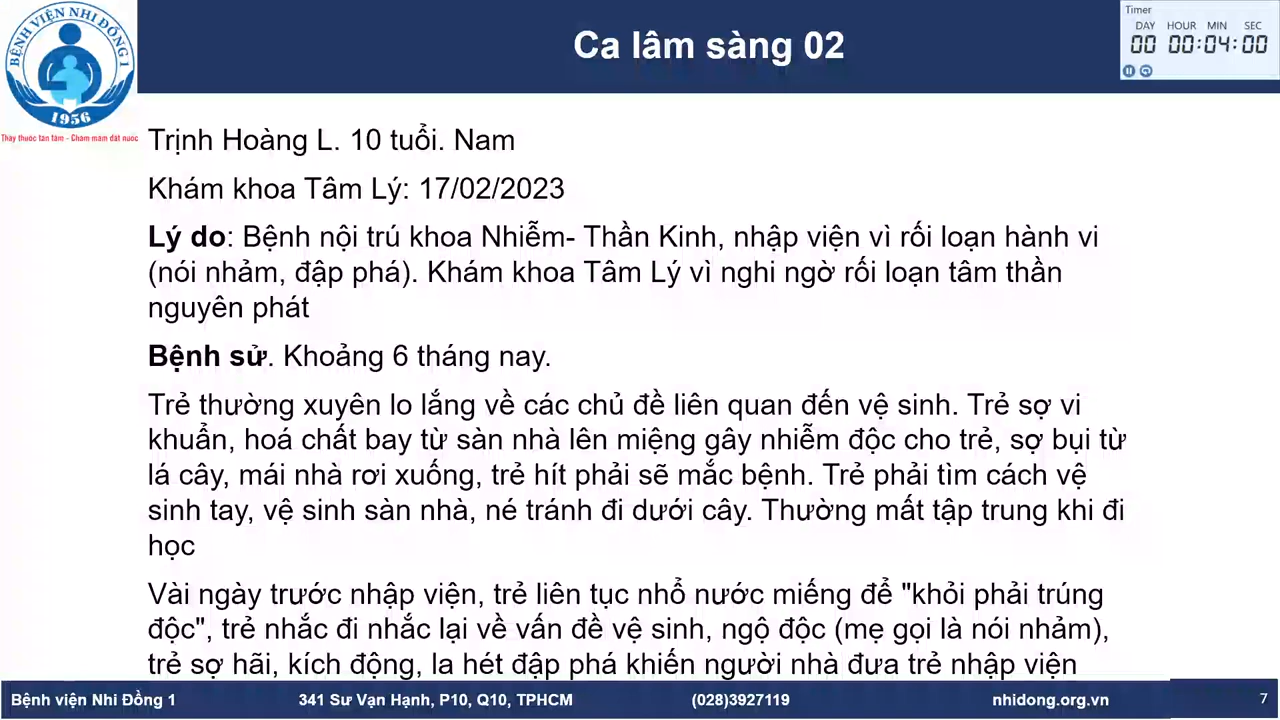 BỆNH VIỆN NHI ĐỒNG 1
1956
Thầy thuốc tận tâm - Chăm mầm đất nước
Ca lâm sàng 02
Timer
DAY HOUR MIN SEC
00 00:04:00
Trịnh Hoàng L. 10 tuổi. Nam
Khám khoa Tâm Lý: 17/02/2023
Lý do: Bệnh nội trú khoa Nhiễm- Thần Kinh, nhập viện vì rối loạn hành vi
(nói nhảm, đập phá). Khám khoa Tâm Lý vì nghi ngờ rối loạn tâm thần
nguyên phát
Bệnh sử. Khoảng 6 tháng nay.
Trẻ thường xuyên lo lắng về các chủ đề liên quan đến vệ sinh. Trẻ sợ vi
khuẩn, hoá chất bay từ sàn nhà lên miệng gây nhiễm độc cho trẻ, sợ bụi từ
lá cây, mái nhà rơi xuống, trẻ hít phải sẽ mắc bệnh. Trẻ phải tìm cách vệ
sinh tay, vệ sinh sàn nhà, né tránh đi dưới cây. Thường mất tập trung khi đi
học
Vài ngày trước nhập viện, trẻ liên tục nhổ nước miếng để "khỏi phải trúng
độc", trẻ nhắc đi nhắc lại về vấn đề vệ sinh, ngộ độc (mẹ gọi là nói nhảm),
trẻ sợ hãi, kích động, la hét đập phá khiến người nhà đưa trẻ nhập viện
Bệnh viện Nhi Đồng 1
341 Sư Vạn Hạnh, P10, Q10, TPHCM
(028)3927119
nhidong.org.vn
7